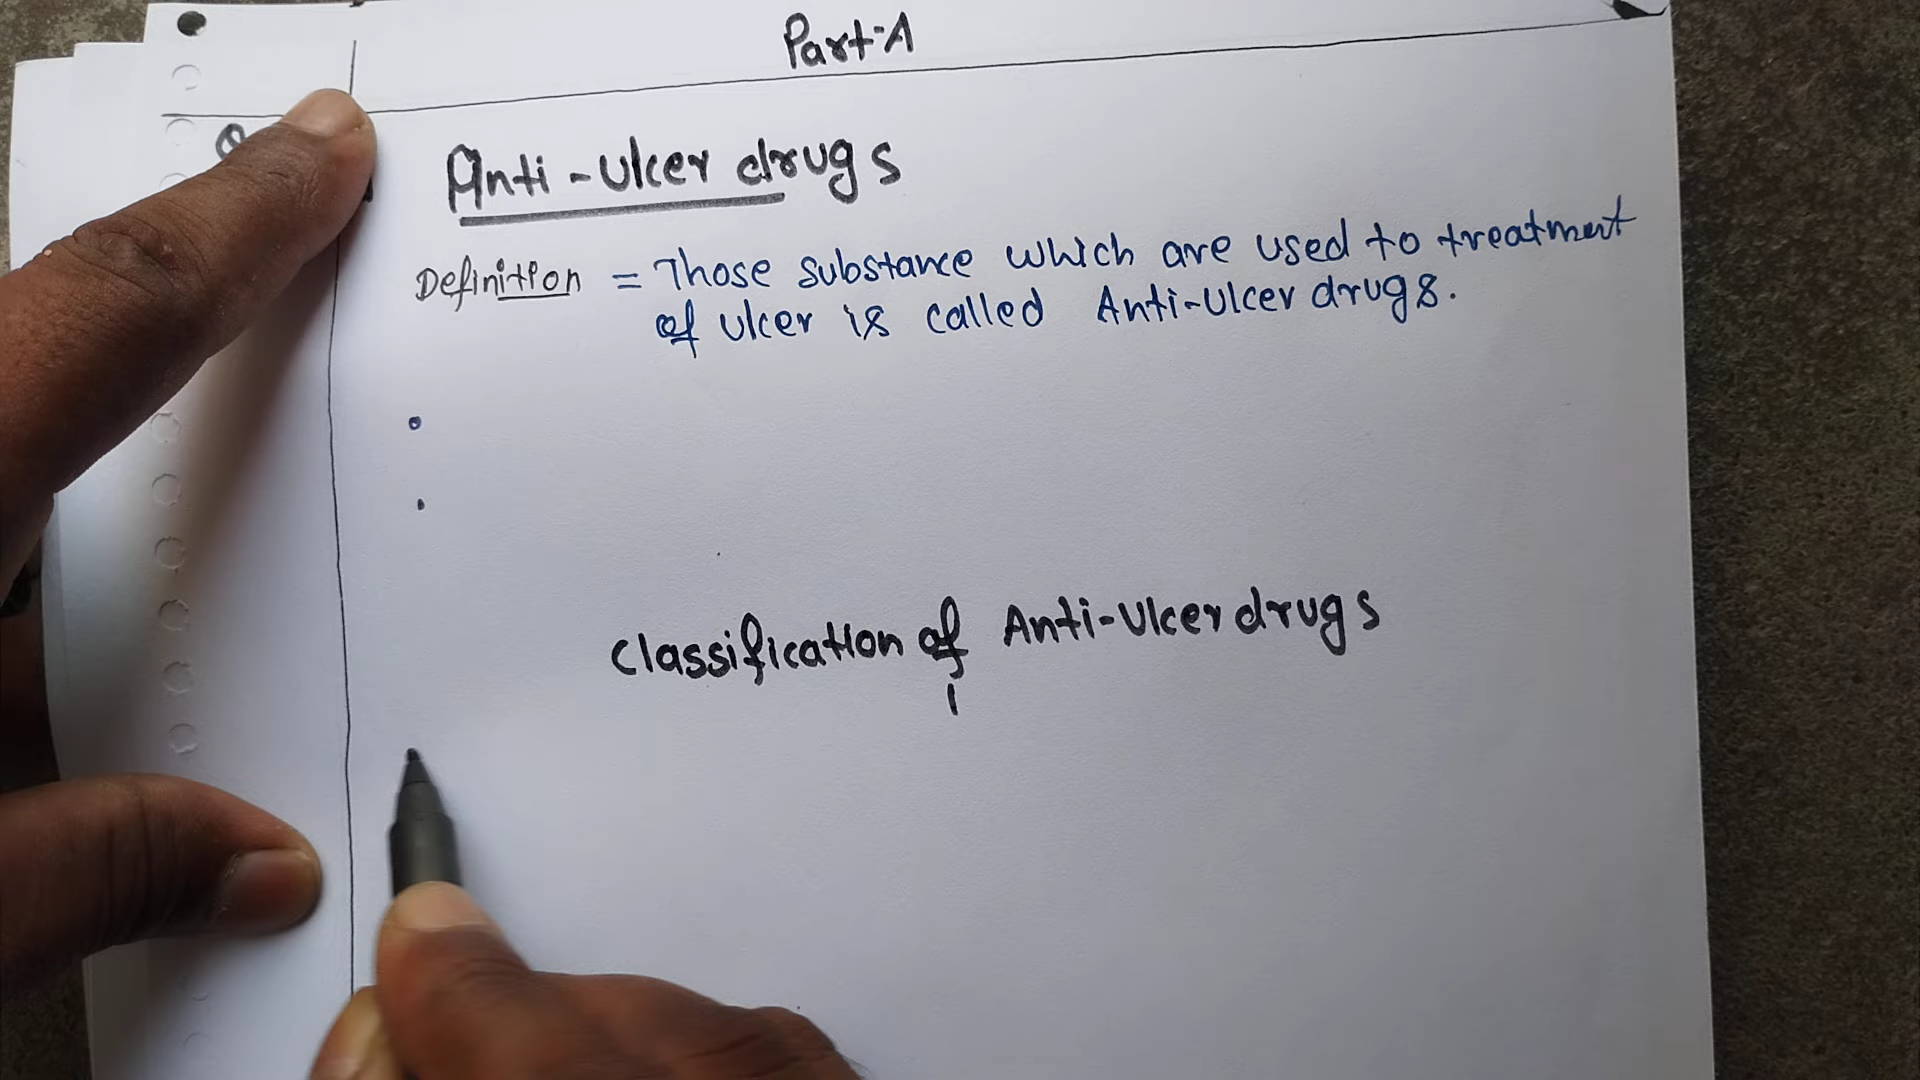 Part-A
Anti-Ulcer drugs
Definition = Those substance which are used to treatment
of ulcer is called Anti-Ulcer drugs.
Classification of Anti-Ulcer drugs